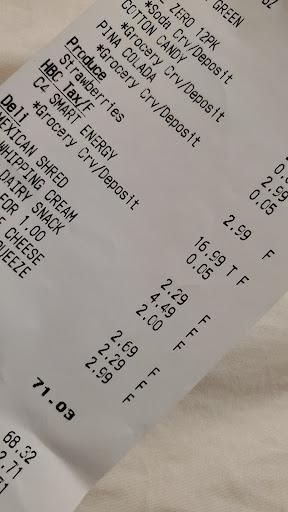 OZ
GREEN
ZERO 12PK
*Soda Crv/Deposit
COTTON CANDY
*Grocery Crv/Deposit
PINA COLADA
*Grocery Crv/Deposit
Produce
Strawberries
HBC Tax/E
C4 SMART ENERGY
*Grocery Crv/Deposit
Deli
MEXICAN SHRED
WHIPPING CREAM
DAIRY SNACK
FOR 1.00
CHEESE
2.99
0.05
2.99 F
16.99 T F
0.05
2.29 F
4.49 F
2.00 F
2.69 F
2.29 F
2.99 F
71.03
68.32
2.71